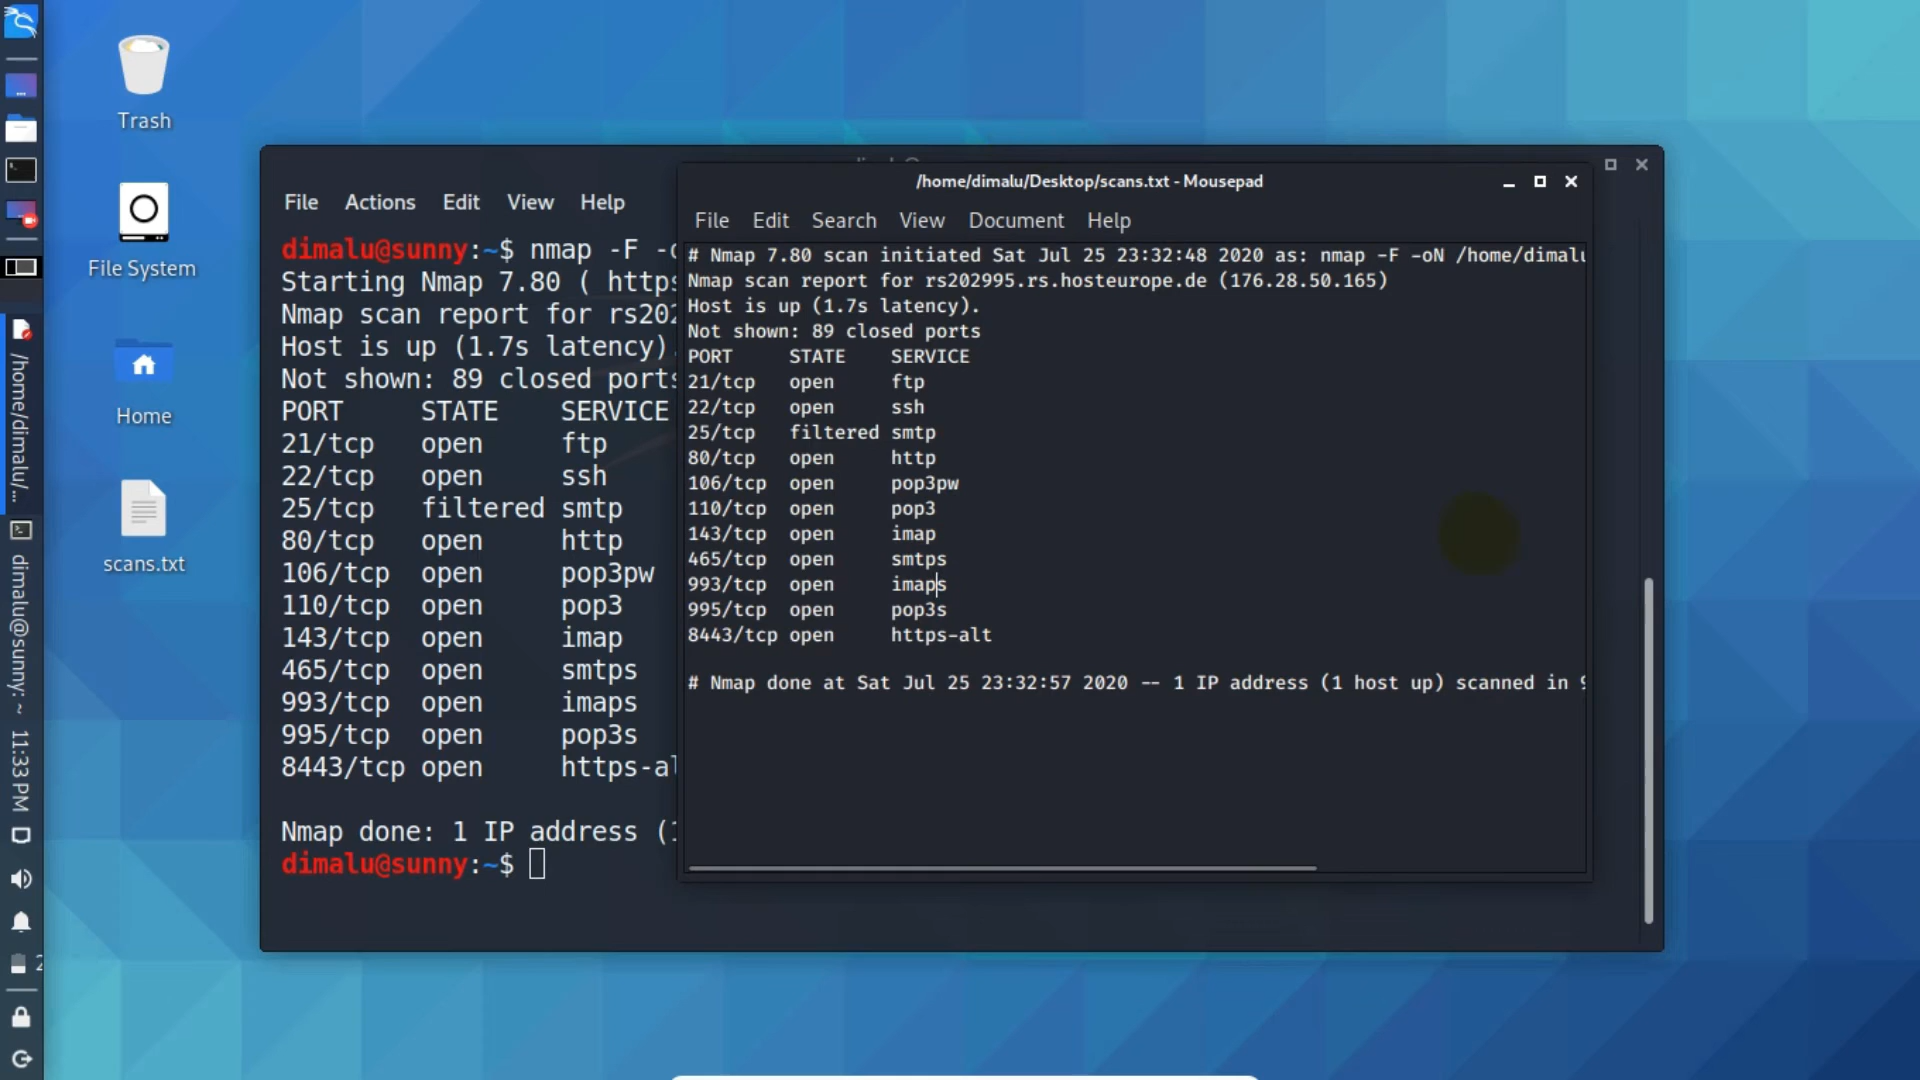 Trash
File System
Home
scans.txt
/home/dimalu/...
dimalu@sunny: ~
11:33 PM
File Actions Edit View Help
dimalu@sunny:~$ nmap -F
Starting Nmap 7.80 ( https
Nmap scan report for
Host is up (1.7s latency)
Not shown: 89 closed ports
PORT STATE SERVICE
21/tcp open ftp
22/tcp open ssh
25/tcp filtered smtp
80/tcp open http
106/tcp open pop3pw
110/tcp open pop3
143/tcp open imap
465/tcp open smtps
993/tcp open imaps
995/tcp open pop3s
8443/tcp open https-al
Nmap done: 1 IP address (1
dimalu@sunny:~$
/home/dimalu/Desktop/scans.txt - Mousepad
File Edit Search View Document Help
# Nmap 7.80 scan initiated Sat Jul 25 23:32:48 2020 as: nmap -F -oN /home/dimalu
Nmap scan report for rs202995.rs.hosteurope.de (176.28.50.165)
Host is up (1.7s latency).
Not shown: 89 closed ports
PORT STATE SERVICE
21/tcp open ftp
22/tcp open ssh
25/tcp filtered smtp
80/tcp open http
106/tcp open pop3pw
110/tcp open pop3
143/tcp open imap
465/tcp open smtps
993/tcp open imaps
995/tcp open pop3s
8443/tcp open https-alt
# Nmap done at Sat Jul 25 23:32:57 2020 -- 1 IP address (1 host up) scanned in